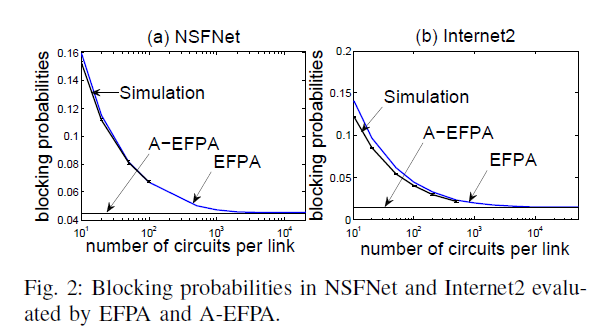 (a) NSFNet
blocking probabilities
0.16
0.14
0.12
0.1
0.08
0.06
0.04
Simulation
A−EFPA
EFPA
10^1
10^2
10^3
10^4
number of circuits per link
(b) Internet2
blocking probabilities
0.2
0.15
0.1
0.05
0
Simulation
A−EFPA
EFPA
10^1
10^2
10^3
10^4
number of circuits per link
Fig. 2: Blocking probabilities in NSFNet and Internet2 evalu-
ated by EFPA and A-EFPA.